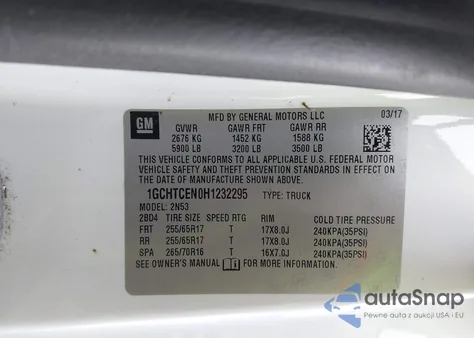 GM
MFD BY GENERAL MOTORS LLC
03/17
GVWR GAWR FRT GAWR RR
2676 KG 1452 KG 1588 KG
5900 LB 3200 LB 3500 LB
THIS VEHICLE CONFORMS TO ALL APPLICABLE U.S. FEDERAL MOTOR
VEHICLE SAFETY AND THEFT PREVENTION STANDARDS IN EFFECT
ON THE DATE OF MANUFACTURE SHOWN ABOVE.
1GCHTCEN0H1232295 TYPE: TRUCK
MODEL: 2N53
2BD4 TIRE SIZE SPEED RTG RIM COLD TIRE PRESSURE
FRT 255/65R17 T 17X8.0J 240KPA(35PSI)
RR 255/65R17 T 17X8.0J 240KPA(35PSI)
SPA 265/70R16 T 16X7.0J 240KPA(35PSI)
SEE OWNER'S MANUAL FOR MORE INFORMATION.
autaSnap
Pewne auta z aukcji USA i EU